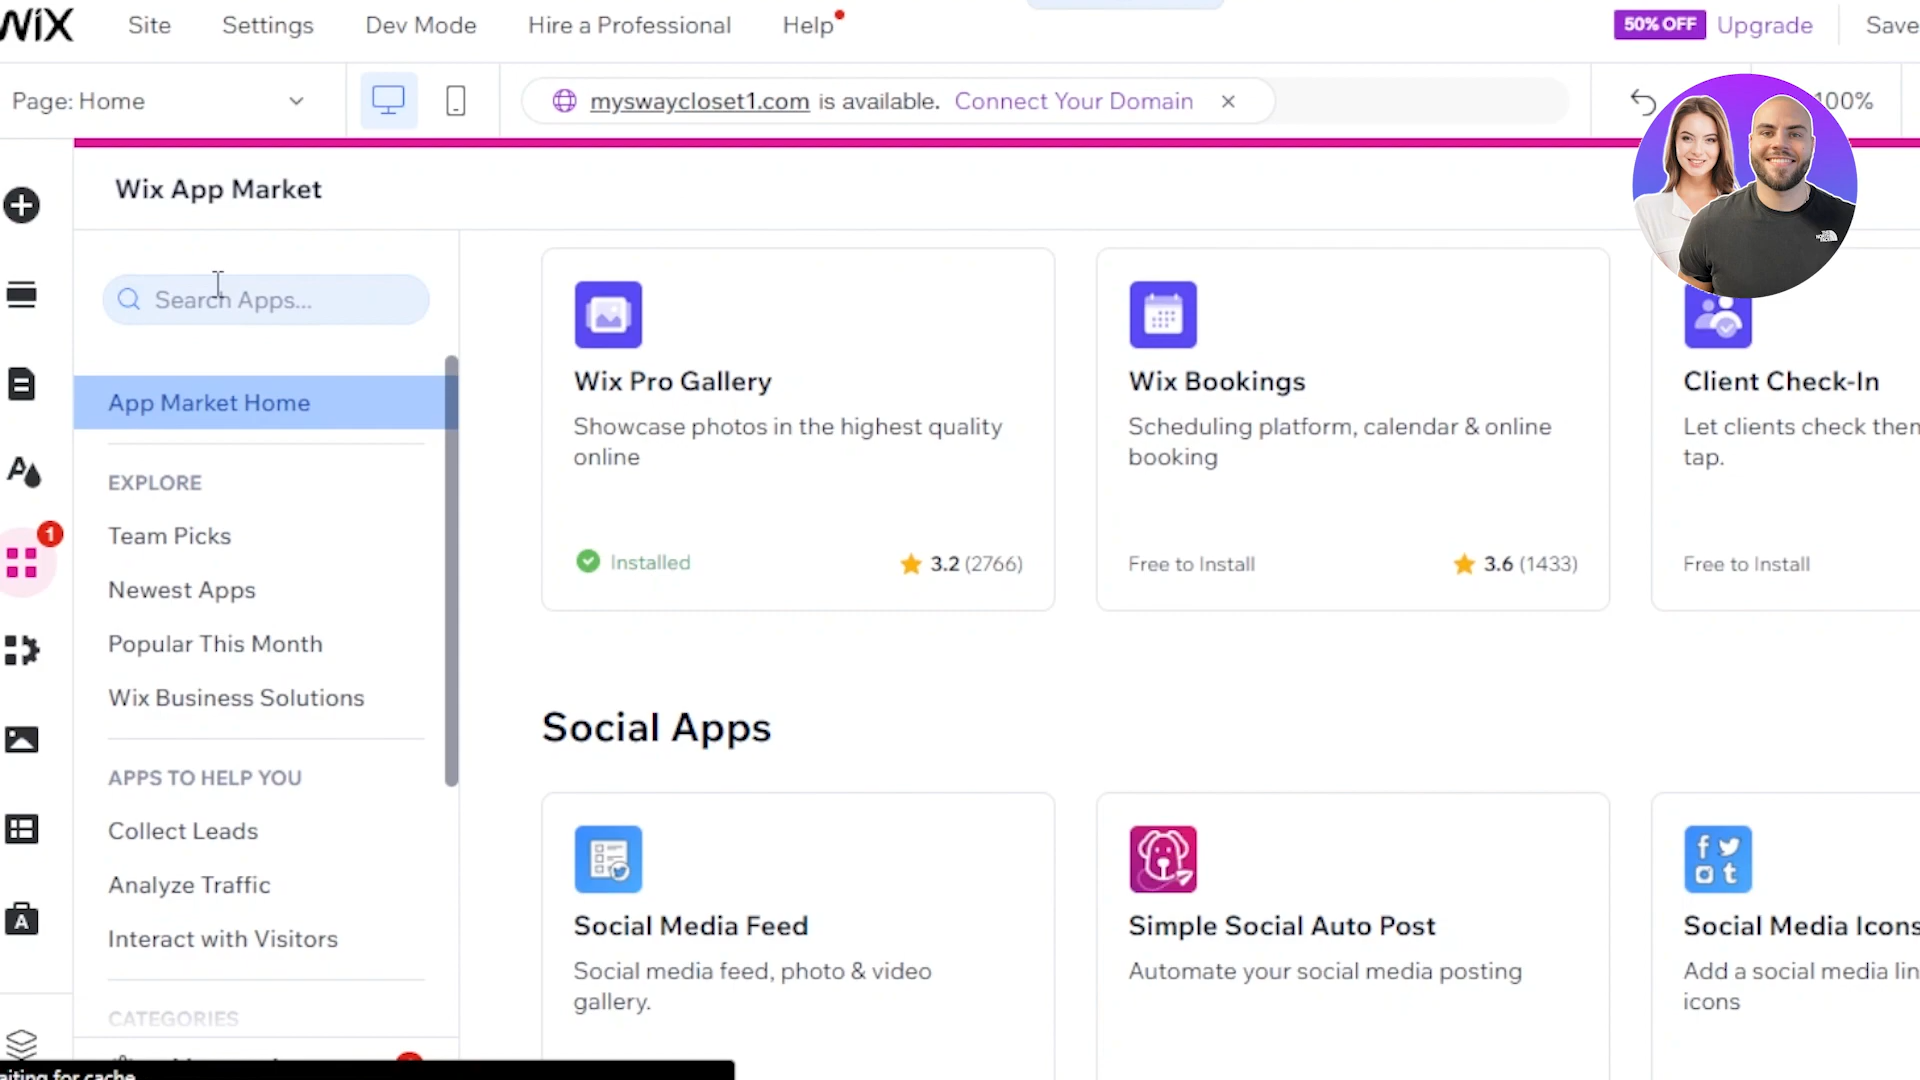 WiX
Site
Settings
Dev Mode
Hire a Professional
Help
50% OFF
Upgrade
Save
Page: Home
myswaycloset1.com is available. Connect Your Domain
100%
Wix App Market
Search Apps...
App Market Home
EXPLORE
Team Picks
Newest Apps
Popular This Month
Wix Business Solutions
APPS TO HELP YOU
Collect Leads
Analyze Traffic
Interact with Visitors
CATEGORIES
1
A
A
Wix Pro Gallery
Showcase photos in the highest quality
online
Installed
3.2 (2766)
Wix Bookings
Scheduling platform, calendar & online
booking
Free to Install
3.6 (1433)
Client Check-In
Let clients check them
tap.
Free to Install
Social Apps
Social Media Feed
Social media feed, photo & video
gallery.
Simple Social Auto Post
Automate your social media posting
Social Media Icons
Add a social media lin
icons
aiting for cache